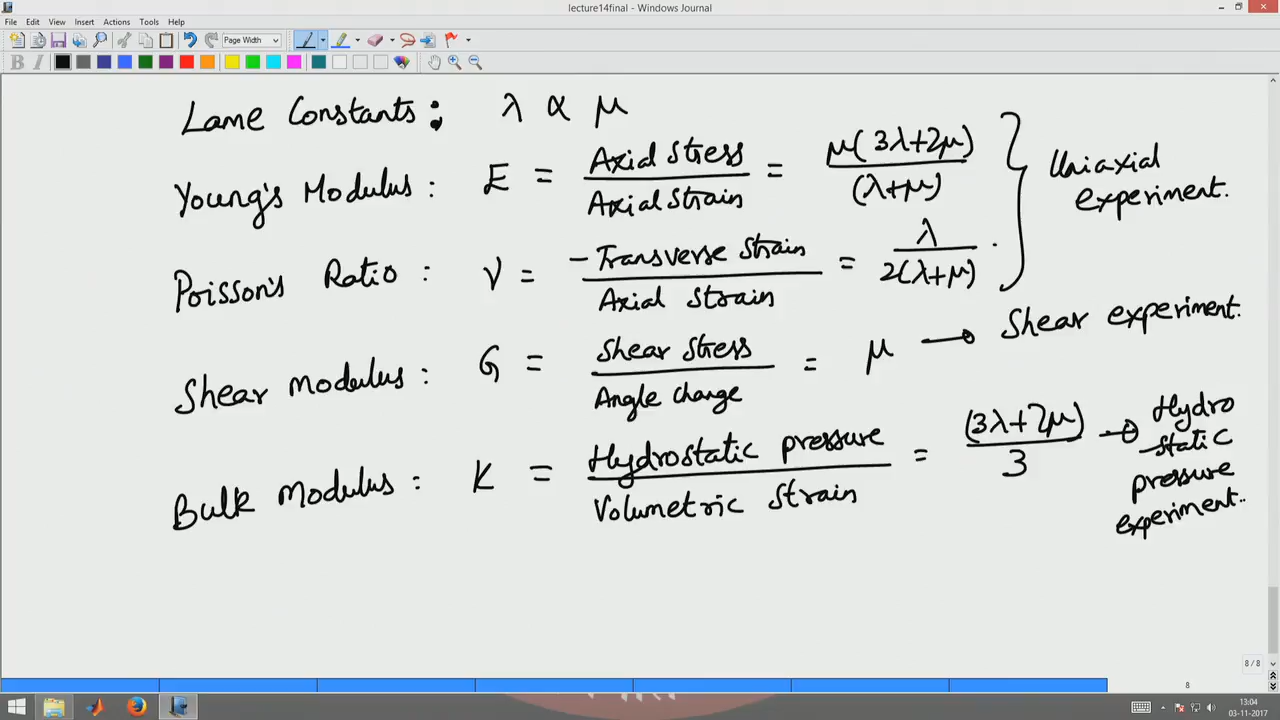 lecture14final - Windows Journal
File Edit View Insert Actions Tools Help
Page Width
B I
Lame Constants: λ ∝ μ
Young's Modulus: E = Axial Stress / Axial Strain = μ(3λ+2μ) / (λ+μ)
Uniaxial experiment.
Poisson's Ratio: ν = -Transverse Strain / Axial Strain = λ / 2(λ+μ) .
Shear Modulus: G = Shear Stress / Angle Change = μ → Shear experiment.
Bulk Modulus: K = Hydrostatic pressure / Volumetric Strain = (3λ+2μ) / 3 → Hydro
static
pressure
experiment..
8 / 8
8
13:04
03-11-2017